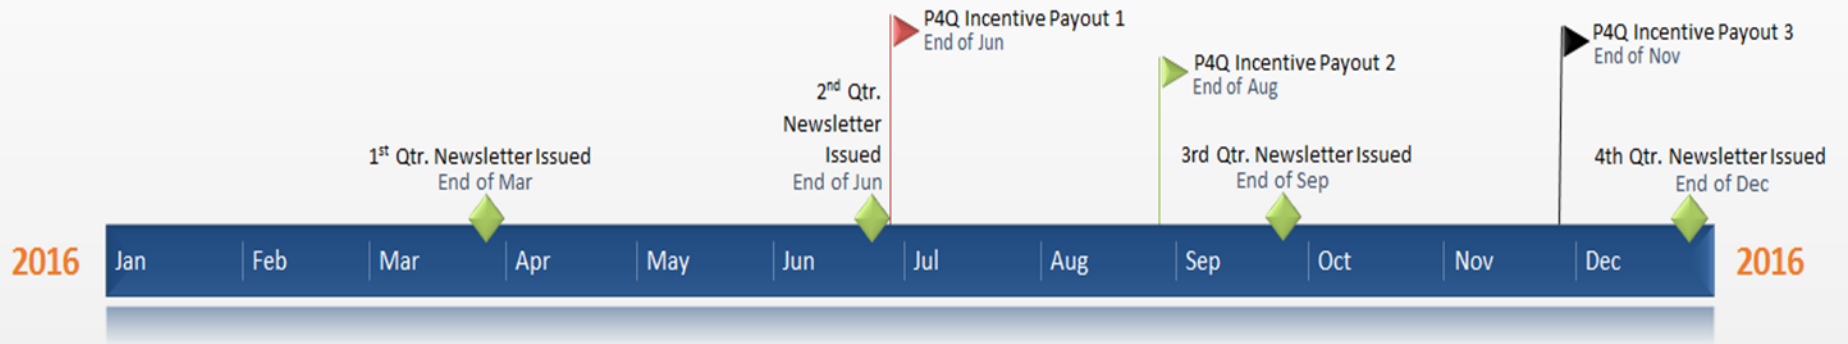 P4Q Incentive Payout 1
End of Jun
P4Q Incentive Payout 3
End of Nov
P4Q Incentive Payout 2
End of Aug
2nd Qtr.
Newsletter
Issued
End of Jun
1st Qtr. Newsletter Issued
End of Mar
3rd Qtr. Newsletter Issued
End of Sep
4th Qtr. Newsletter Issued
End of Dec
2016 Jan Feb Mar Apr May Jun Jul Aug Sep Oct Nov Dec 2016